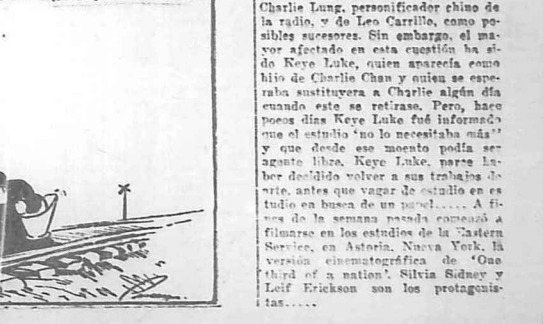 Charlie Lung, personificador chino de
la radio, y de Leo Carrillo, como po-
sibles sucesores. Sin embargo, el ma-
yor afectado en esta cuestión ha si-
do Keye Luke, quien aparecía como
hijo de Charlie Chan y quien se espe-
raba sustituyera a Charlie algún día
cuando este se retirase. Pero, hace
pocos días Keye Luke fué informado
que el estudio 'no lo necesitaba más"
y que desde ese moento podía ser
agente libre. Keye Luke, parse ha-
ber decidido volver a sus trabajos de
arte, antes que vagar de estudio en es
tudio en busca de un papel..... A fi-
nes de la semana pasada comenzó a
filmarse en los estudios de la Eastern
Service, en Astoria, Nueva York, la
versión cinematográfica de 'One
third of a nation'. Silvia Sidney y
Leif Erickson son los protagonis-
tas.....